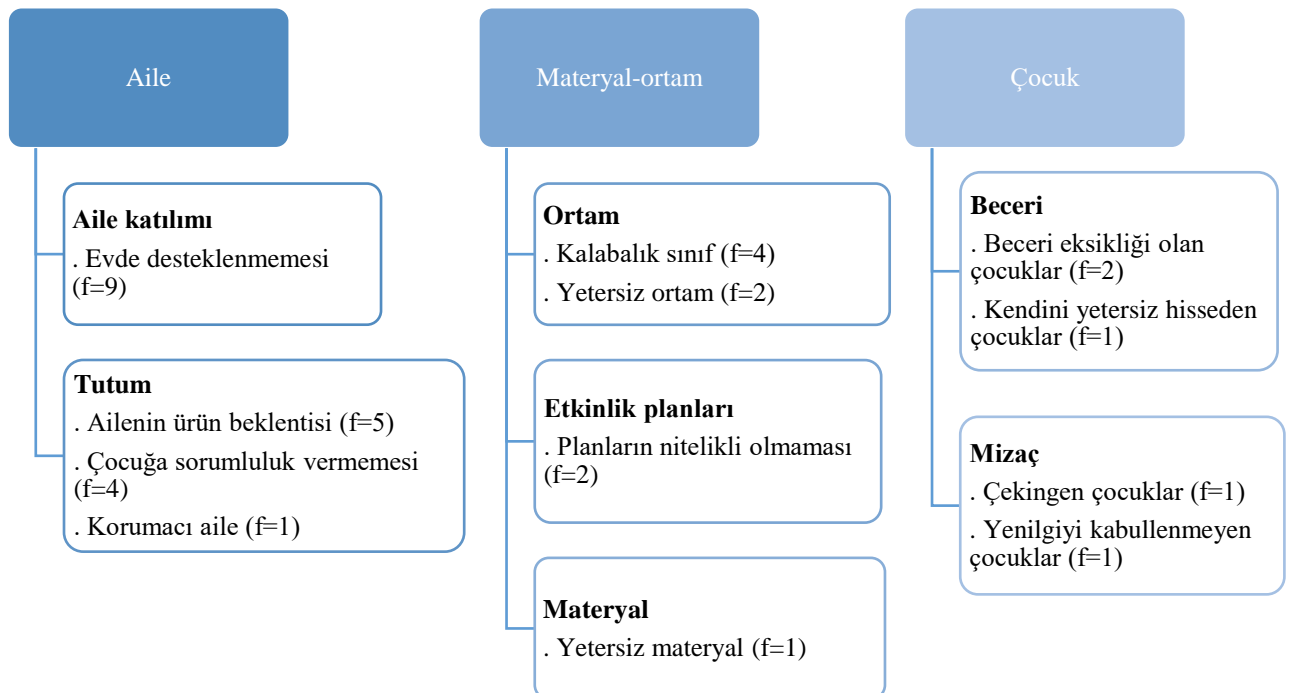 Aile
Aile katılımı
. Evde desteklenmemesi
(f=9)
Tutum
. Ailenin ürün beklentisi (f=5)
. Çocuğa sorumluluk vermemesi
(f=4)
. Korumacı aile (f=1)
Materyal-ortam
Ortam
. Kalabalık sınıf (f=4)
. Yetersiz ortam (f=2)
Etkinlik planları
. Planların nitelikli olmaması
(f=2)
Materyal
. Yetersiz materyal (f=1)
Çocuk
Beceri
. Beceri eksikliği olan
çocuklar (f=2)
. Kendini yetersiz hisseden
çocuklar (f=1)
Mizaç
. Çekingen çocuklar (f=1)
. Yenilgiyi kabullenmeyen
çocuklar (f=1)